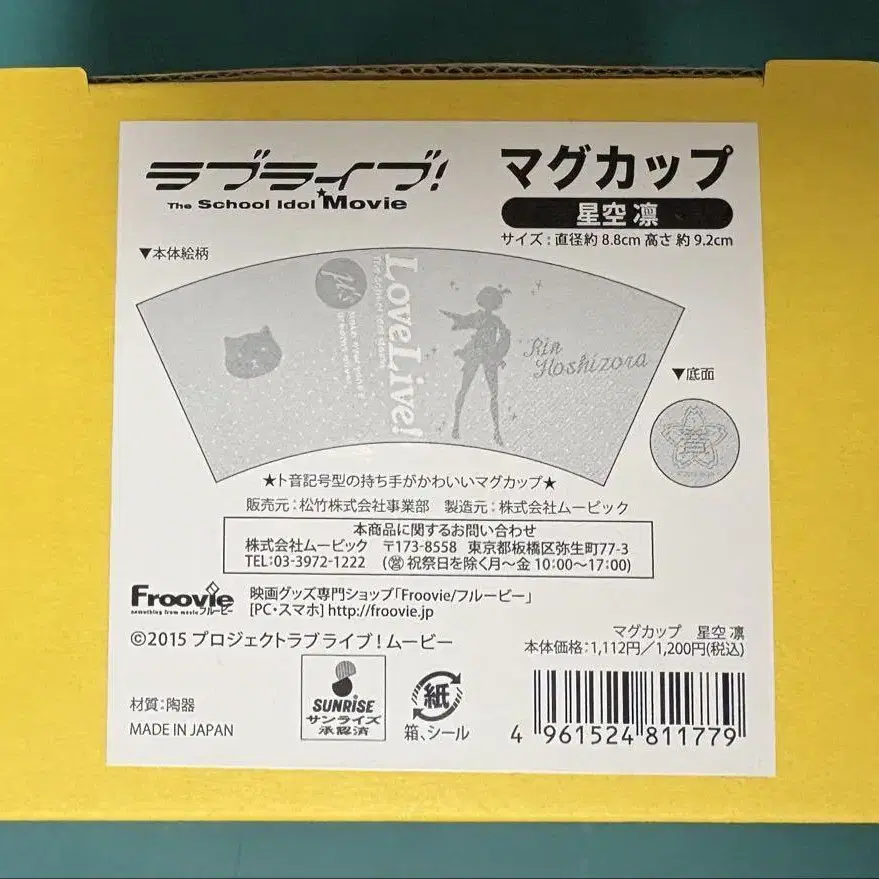 ラブライブ!
The School Idol Movie
マグカップ
星空 凛
サイズ:直径約8.8cm 高さ約9.2cm
▼本体絵柄
LoveLive!
μ's
Rin
Hoshizora
▼底面
★ト音記号型の持ち手がかわいいマグカップ★
販売元:松竹株式会社事業部 製造元:株式会社ムービック
本商品に関するお問い合わせ
株式会社ムービック 〒173-8558 東京都板橋区弥生町77-3
TEL:03-3972-1222 (営 祝祭日を除く月~金 10:00~17:00)
Froovie
something from movie フルービー
映画グッズ専門ショップ「Froovie/フルービー」
[PC・スマホ] http://froovie.jp
©2015 プロジェクトラブライブ!ムービー
マグカップ 星空 凛
本体価格:1,112円/1,200円(税込)
材質:陶器
MADE IN JAPAN
SUNRISE
サンライズ
承認済
紙
箱、シール
4 961524 811779